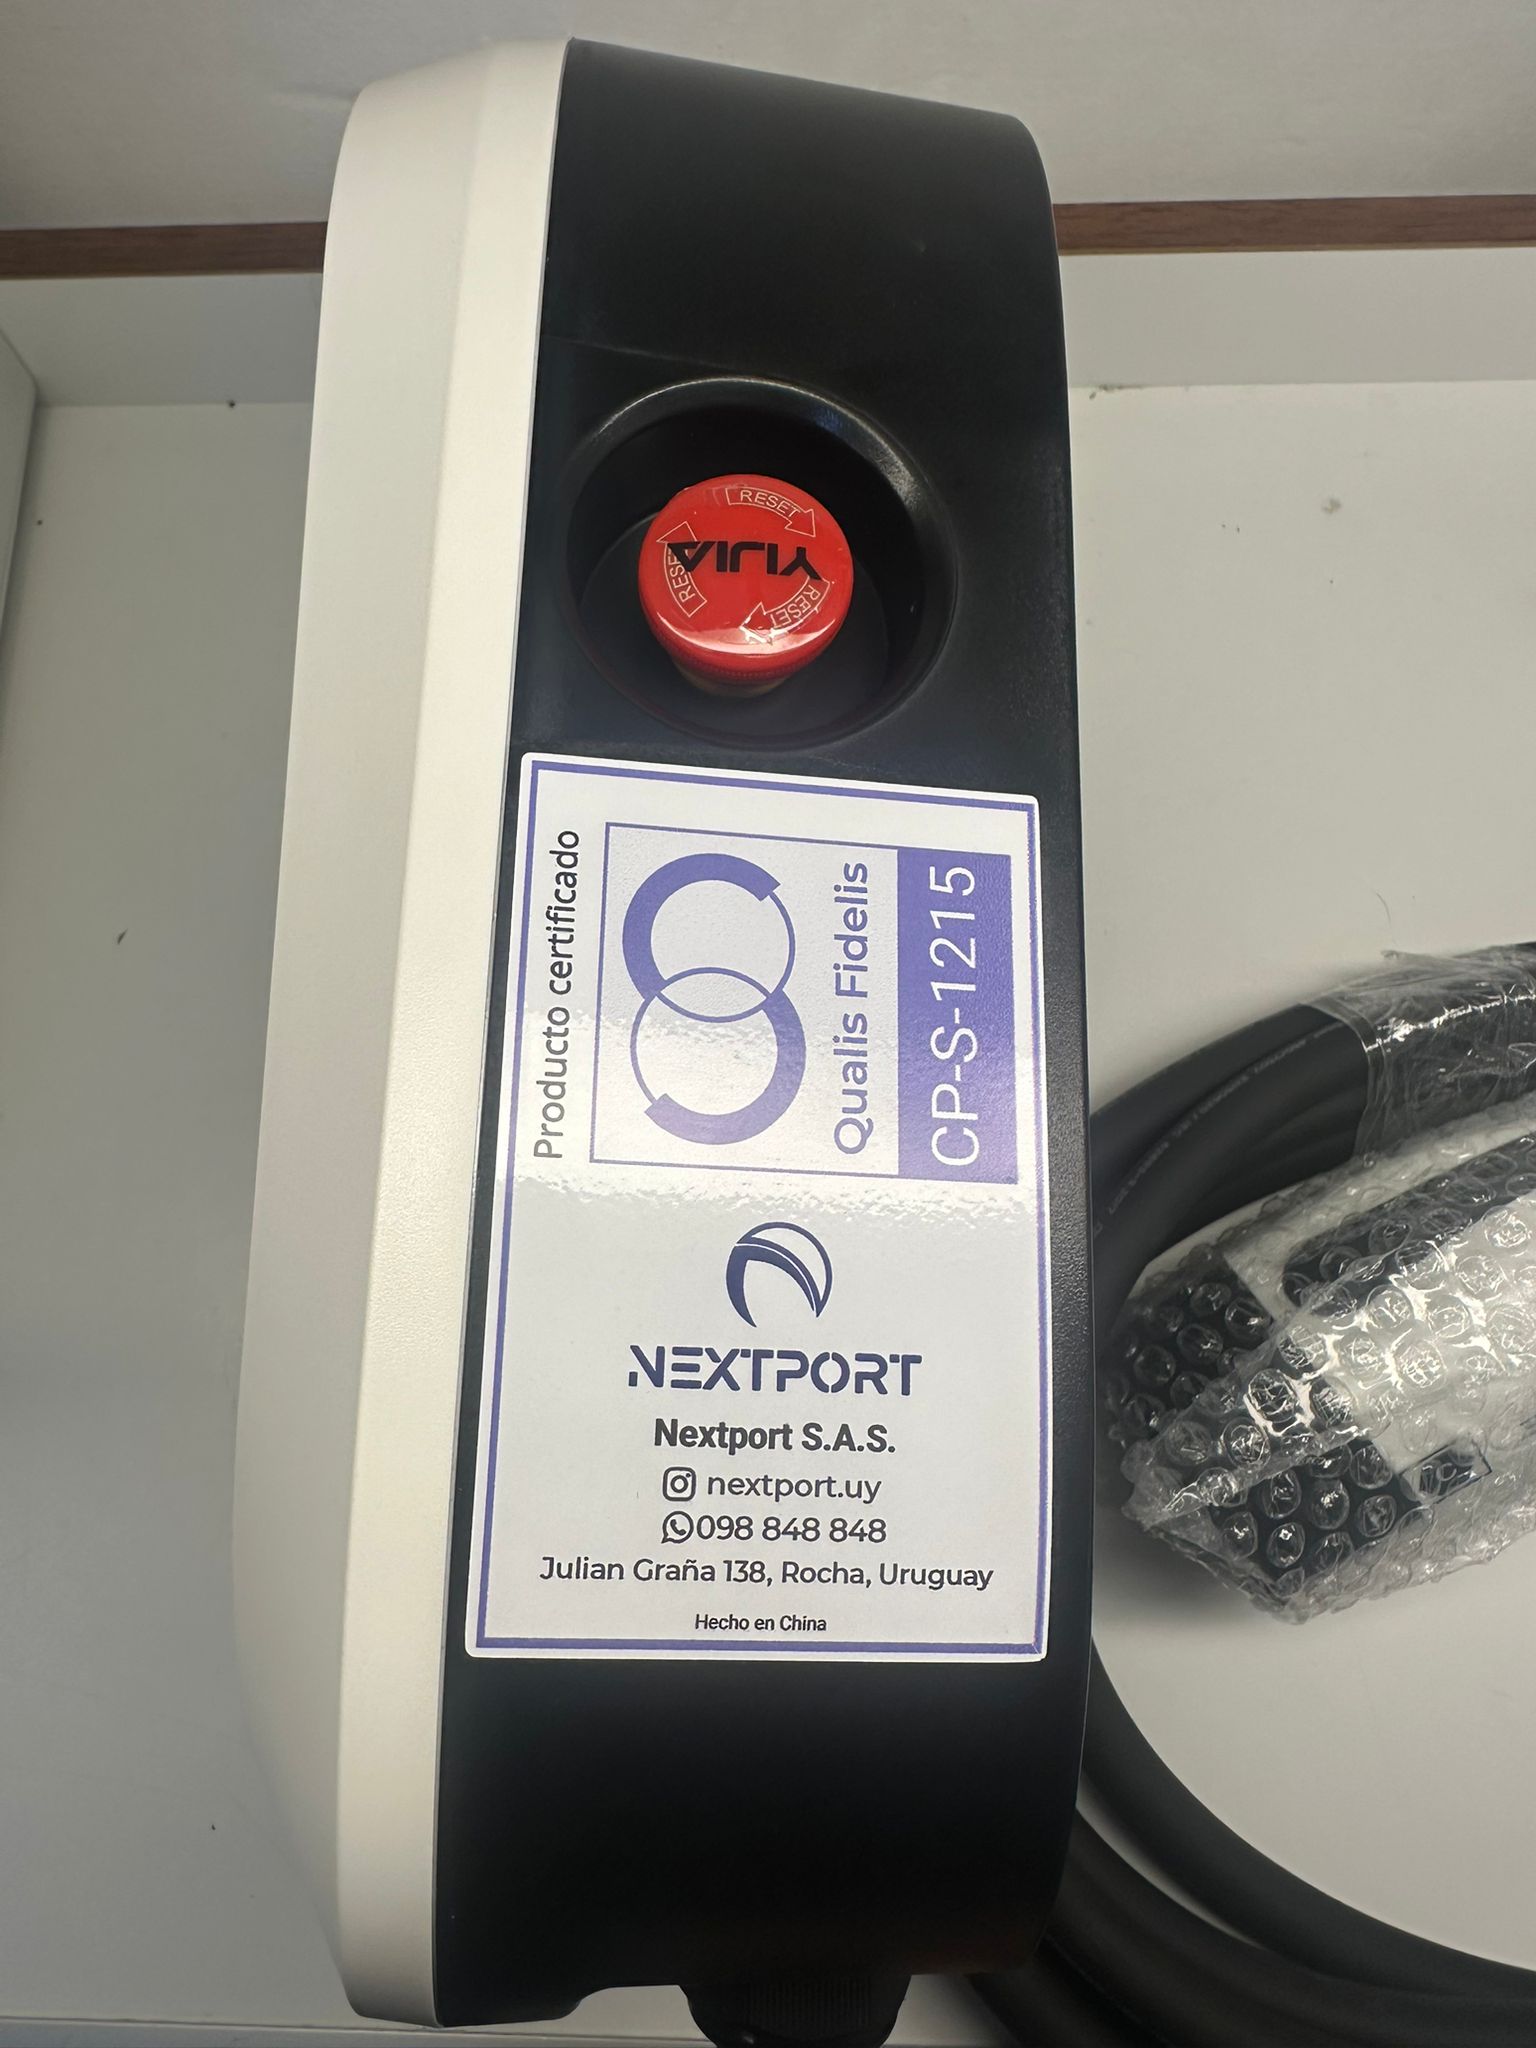 RESET
RESET
RESET
YIJIA
Producto certificado
Qualis Fidelis
CP-S-1215
NEXTPORT
Nextport S.A.S.
nextport.uy
098 848 848
Julian Graña 138, Rocha, Uruguay
Hecho en China